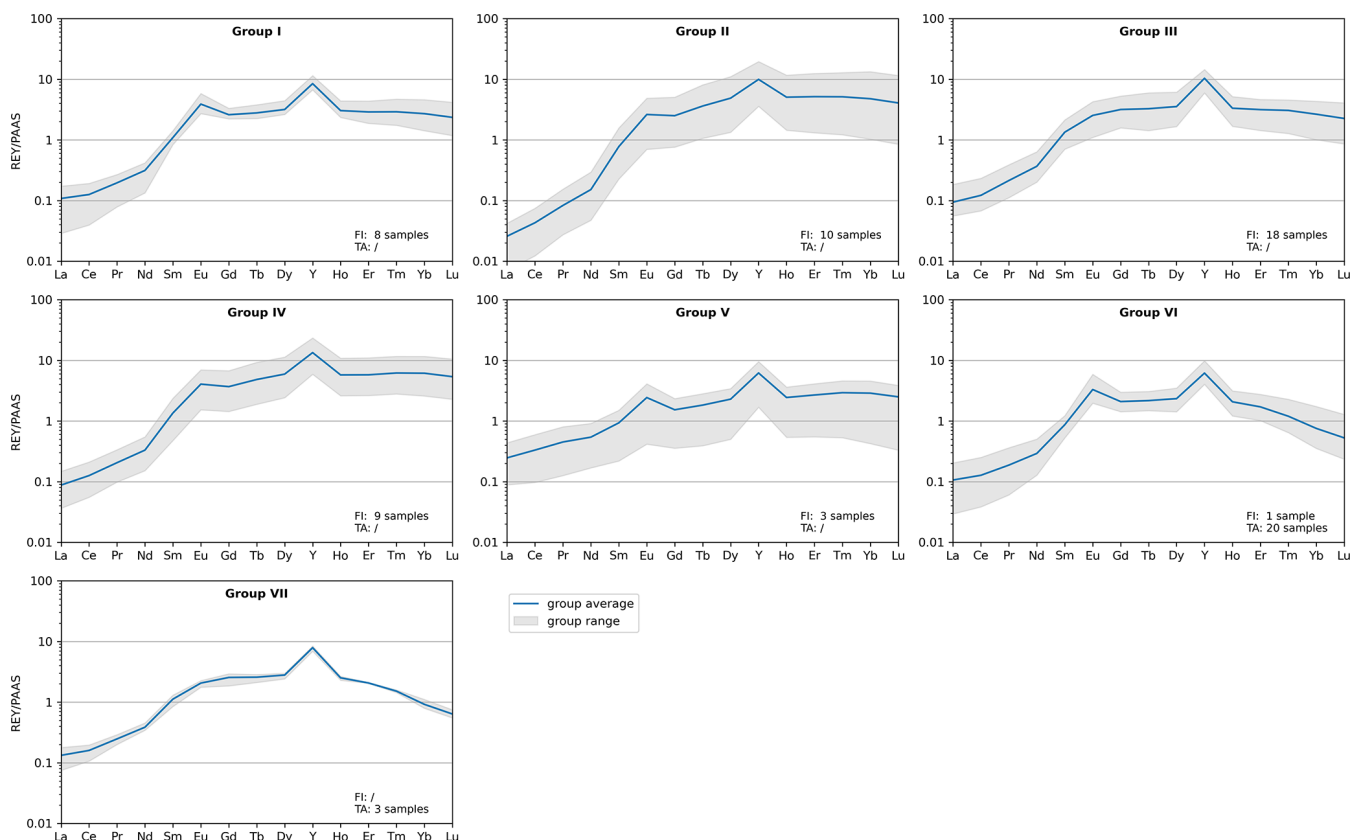 Group I
100
10
1
0.1
0.01
REY/PAAS
FI: 8 samples
TA: /
La Ce Pr Nd Sm Eu Gd Tb Dy Y Ho Er Tm Yb Lu
Group II
100
10
1
0.1
0.01
FI: 10 samples
TA: /
La Ce Pr Nd Sm Eu Gd Tb Dy Y Ho Er Tm Yb Lu
Group III
100
10
1
0.1
0.01
FI: 18 samples
TA: /
La Ce Pr Nd Sm Eu Gd Tb Dy Y Ho Er Tm Yb Lu
Group IV
100
10
1
0.1
0.01
REY/PAAS
FI: 9 samples
TA: /
La Ce Pr Nd Sm Eu Gd Tb Dy Y Ho Er Tm Yb Lu
Group V
100
10
1
0.1
0.01
FI: 3 samples
TA: /
La Ce Pr Nd Sm Eu Gd Tb Dy Y Ho Er Tm Yb Lu
Group VI
100
10
1
0.1
0.01
FI: 1 sample
TA: 20 samples
La Ce Pr Nd Sm Eu Gd Tb Dy Y Ho Er Tm Yb Lu
Group VII
100
10
1
0.1
0.01
REY/PAAS
FI: /
TA: 3 samples
La Ce Pr Nd Sm Eu Gd Tb Dy Y Ho Er Tm Yb Lu
group average
group range